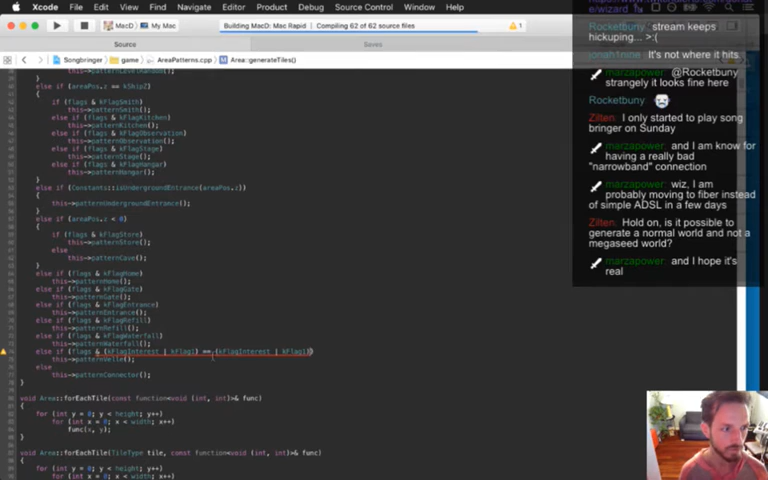 Xcode File Edit View Find Navigate Editor Product Debug Source Control Window Help
MacD My Mac
Building MacD: Mac Rapid Compiling 62 of 62 source files
1
Source
Saves
Songbringer game AreaPatterns.cpp Area::generateTiles()
this->patternLevelRandom();
else if (areaPos.z == kSkipZ)
{
if (flags & kFlagSmith)
this->patternSmith();
else if (flags & kFlagKitchen)
this->patternKitchen();
else if (flags & kFlagObservation)
this->patternObservation();
else if (flags & kFlagStage)
this->patternStage();
else if (flags & kFlagHangar)
this->patternHangar();
}
else if (Constants::isUndergroundEntrance(areaPos.z))
{
this->patternUndergroundEntrance();
}
else if (areaPos.z < 0)
{
if (flags & kFlagStore)
this->patternStore();
else
this->patternCave();
}
else if (flags & kFlagHome)
this->patternHome();
else if (flags & kFlagGate)
this->patternGate();
else if (flags & kFlagEntrance)
this->patternEntrance();
else if (flags & kFlagRefill)
this->patternRefill();
else if (flags & kFlagWaterfall)
this->patternWaterfall();
else if (flags & (kFlagInterest | kFlag1) == (kFlagInterest | kFlag1))
this->patternVelln();
else
this->patternConnector();
}
void Area::forEachTile(const function<void (int, int)>& func)
{
for (int y = 0; y < height; y++)
for (int x = 0; x < width; x++)
func(x, y);
}
void Area::forEachTile(TileType tile, const function<void (int, int)>& func)
{
for (int y = 0; y < height; y++)
for (int x = 0; x < width; x++)
wizard
Rocketbuny: stream keeps
hickuping... >:(
It's not where it hits
marzapower: @Rocketbuny
strangely it looks fine here
Rocketbuny:
Zilten: I only started to play song
bringer on Sunday
marzapower: and I am know for
having a really bad
"narrowband" connection
marzapower: wiz, I am
probably moving to fiber instead
of simple ADSL in a few days
Zilten: Hold on, is it possible to
generate a normal world and not a
megaseed world?
marzapower: and I hope it's
real